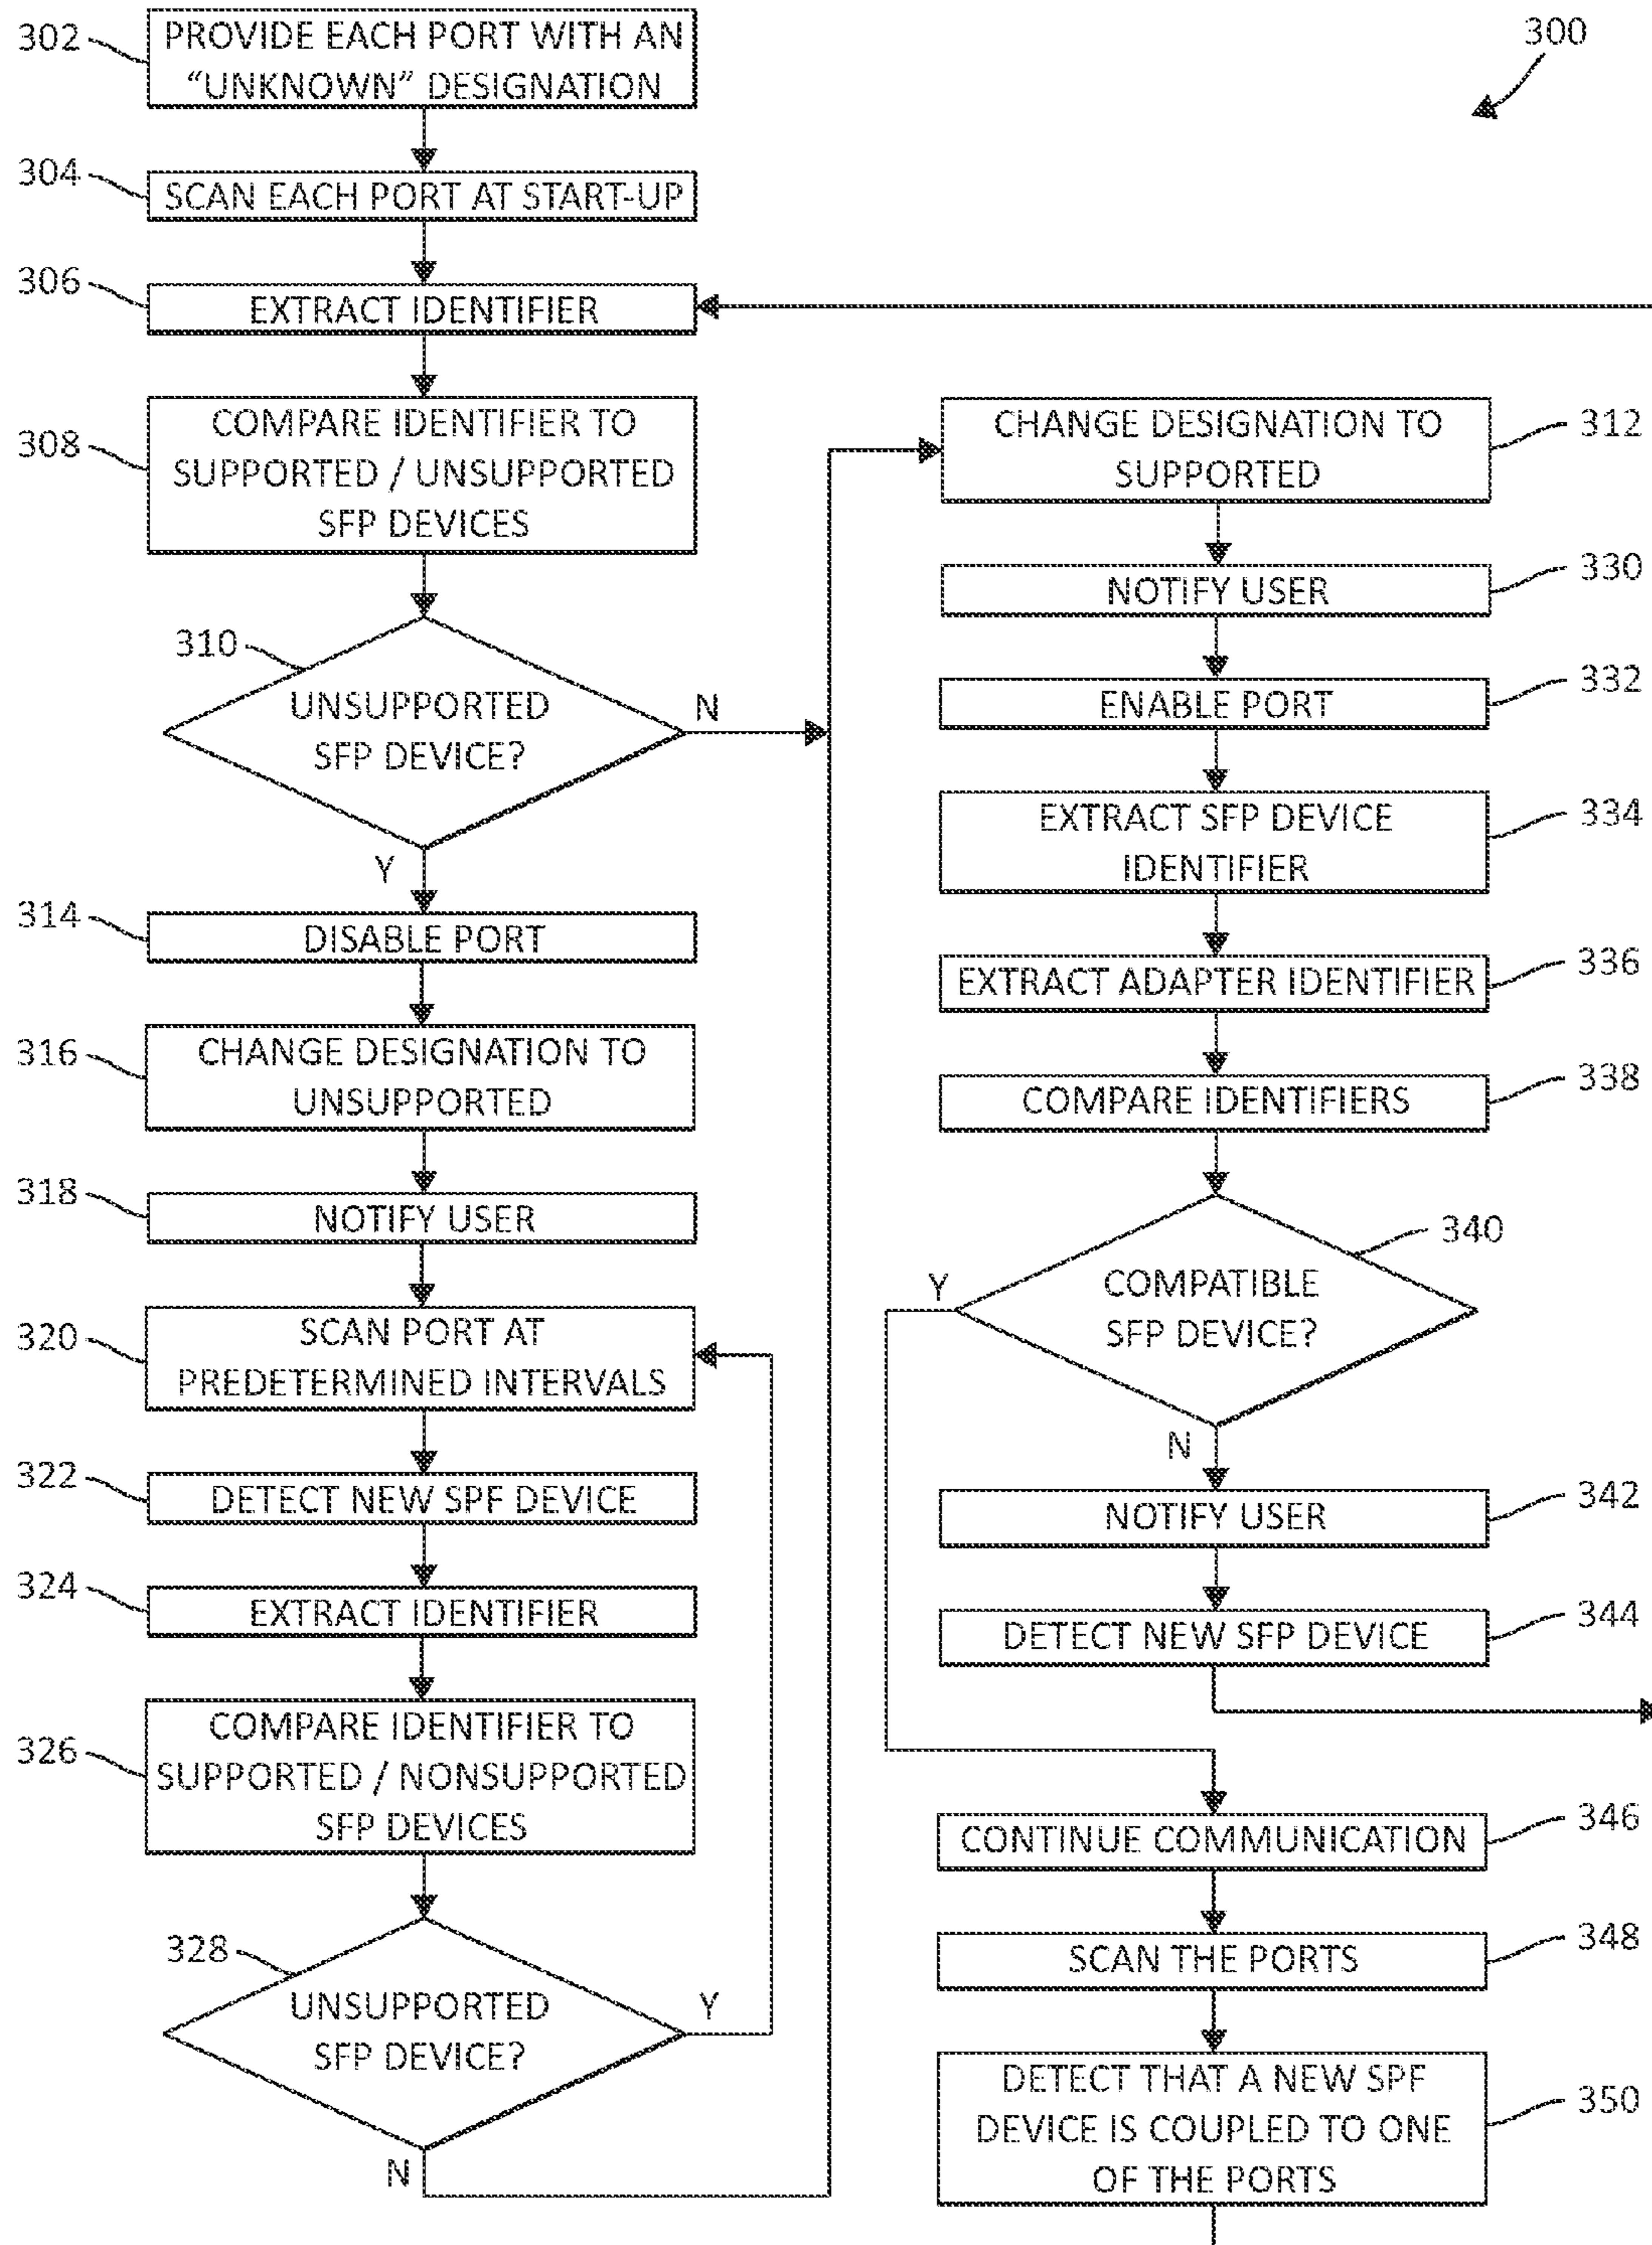 300
302
PROVIDE EACH PORT WITH AN
“UNKNOWN” DESIGNATION
304
SCAN EACH PORT AT START-UP
306
EXTRACT IDENTIFIER
308
COMPARE IDENTIFIER TO
SUPPORTED / UNSUPPORTED
SFP DEVICES
310
UNSUPPORTED
SFP DEVICE?
N
Y
314
DISABLE PORT
316
CHANGE DESIGNATION TO
UNSUPPORTED
318
NOTIFY USER
320
SCAN PORT AT
PREDETERMINED INTERVALS
322
DETECT NEW SPF DEVICE
324
EXTRACT IDENTIFIER
326
COMPARE IDENTIFIER TO
SUPPORTED / NONSUPPORTED
SFP DEVICES
328
UNSUPPORTED
SFP DEVICE?
Y
N
CHANGE DESIGNATION TO
SUPPORTED
312
NOTIFY USER
330
ENABLE PORT
332
EXTRACT SFP DEVICE
IDENTIFIER
334
EXTRACT ADAPTER IDENTIFIER
336
COMPARE IDENTIFIERS
338
340
COMPATIBLE
SFP DEVICE?
Y
N
NOTIFY USER
342
DETECT NEW SFP DEVICE
344
CONTINUE COMMUNICATION
346
SCAN THE PORTS
348
DETECT THAT A NEW SPF
DEVICE IS COUPLED TO ONE
OF THE PORTS
350